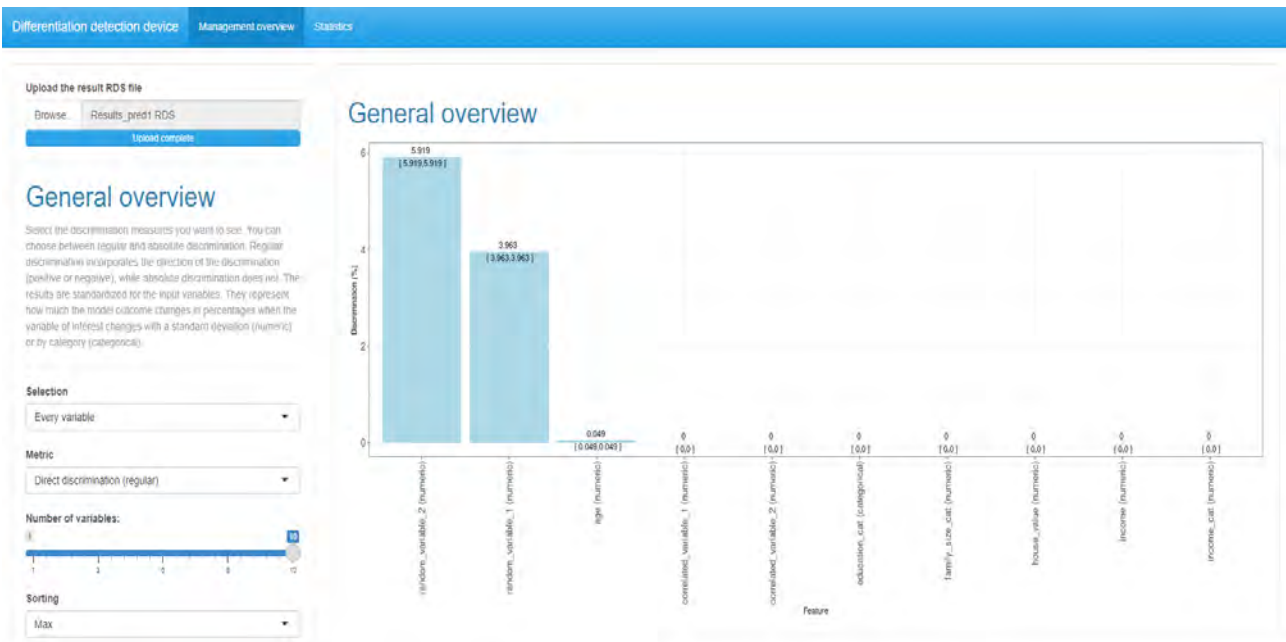 Differentiation detection device Management overview Statistics
Upload the result RDS file
Browse... Results_pred1.RDS
Upload complete
General overview
Select the discrimination measures you want to see. You can
choose between regular and absolute discrimination. Regular
discrimination incorporates the direction of the discrimination
(positive or negative), while absolute discrimination does not. The
results are standardized for the input variables. They represent
how much the model outcome changes in percentages when the
variable of interest changes with a standard deviation (numeric)
or by category (categorical).
Selection
Every variable
Metric
Direct discrimination (regular)
Number of variables:
1 10
1 10
Sorting
Max
General overview
Discrimination (%)
6
4
2
0
5.919
[5.919,5.919]
3.963
[3.963,3.963]
0.049
[0.049,0.049]
0
[0,0]
0
[0,0]
0
[0,0]
0
[0,0]
0
[0,0]
0
[0,0]
0
[0,0]
random_variable_2 (numeric)
random_variable_1 (numeric)
age (numeric)
correlated_variable_1 (numeric)
correlated_variable_2 (numeric)
education_cat (categorical)
family_size_cat (numeric)
house_value (numeric)
income (numeric)
income_cat (numeric)
Feature